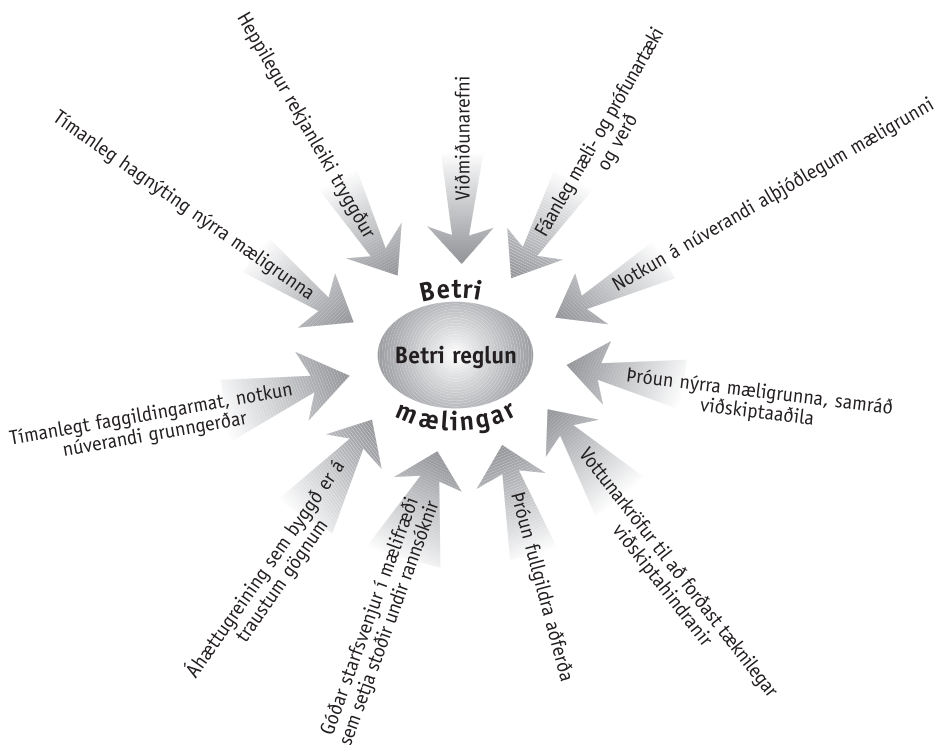 Heppilegur rekjanleiki tryggður
Viðmiðunarefni
Fáanleg mæli- og prófunartæki
og verð
Tímanleg hagnýting nýrra mæligrunna
Notkun á núverandi alþjóðlegum mæligrunni
Betri
Betri reglun
mælingar
Þróun nýrra mæligrunna, samráð
viðskiptaaðila
Tímanlegt faggildingarmat, notkun
núverandi grunngerðar
Vottunarkröfur til að forðast tæknilegar
viðskiptahindranir
Áhættugreining sem byggð er á
traustum gögnum
Góðar starfsvenjur í mælifræði
sem setja stoðir undir rannsóknir
Þróun fullgildra aðferða